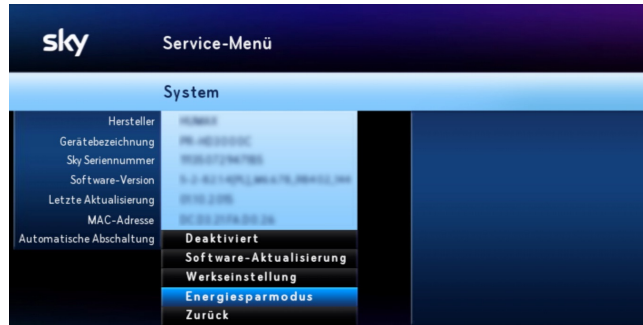 sky
Service-Menü
System
Hersteller
Gerätebezeichnung
Sky Seriennummer
Software-Version
Letzte Aktualisierung
MAC-Adresse
Automatische Abschaltung
Deaktiviert
Software-Aktualisierung
Werkseinstellung
Energiesparmodus
Zurück